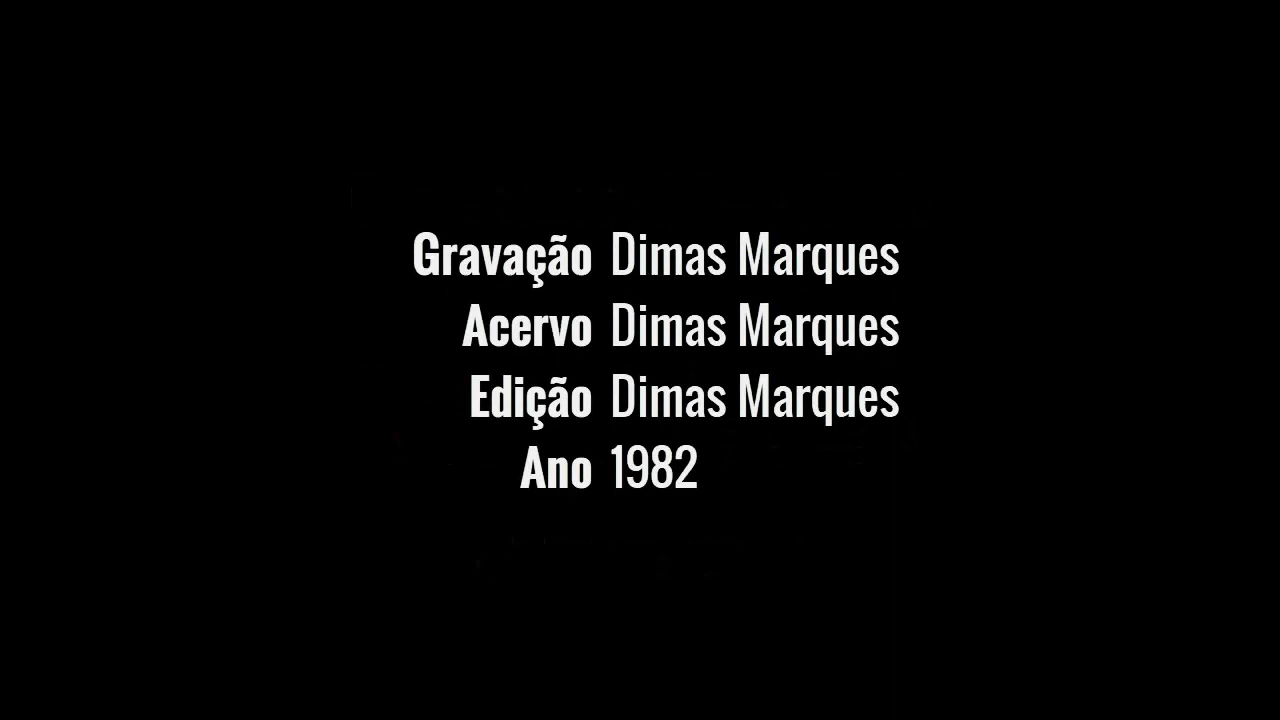 Gravação Dimas Marques
Acervo Dimas Marques
Edição Dimas Marques
Ano 1982